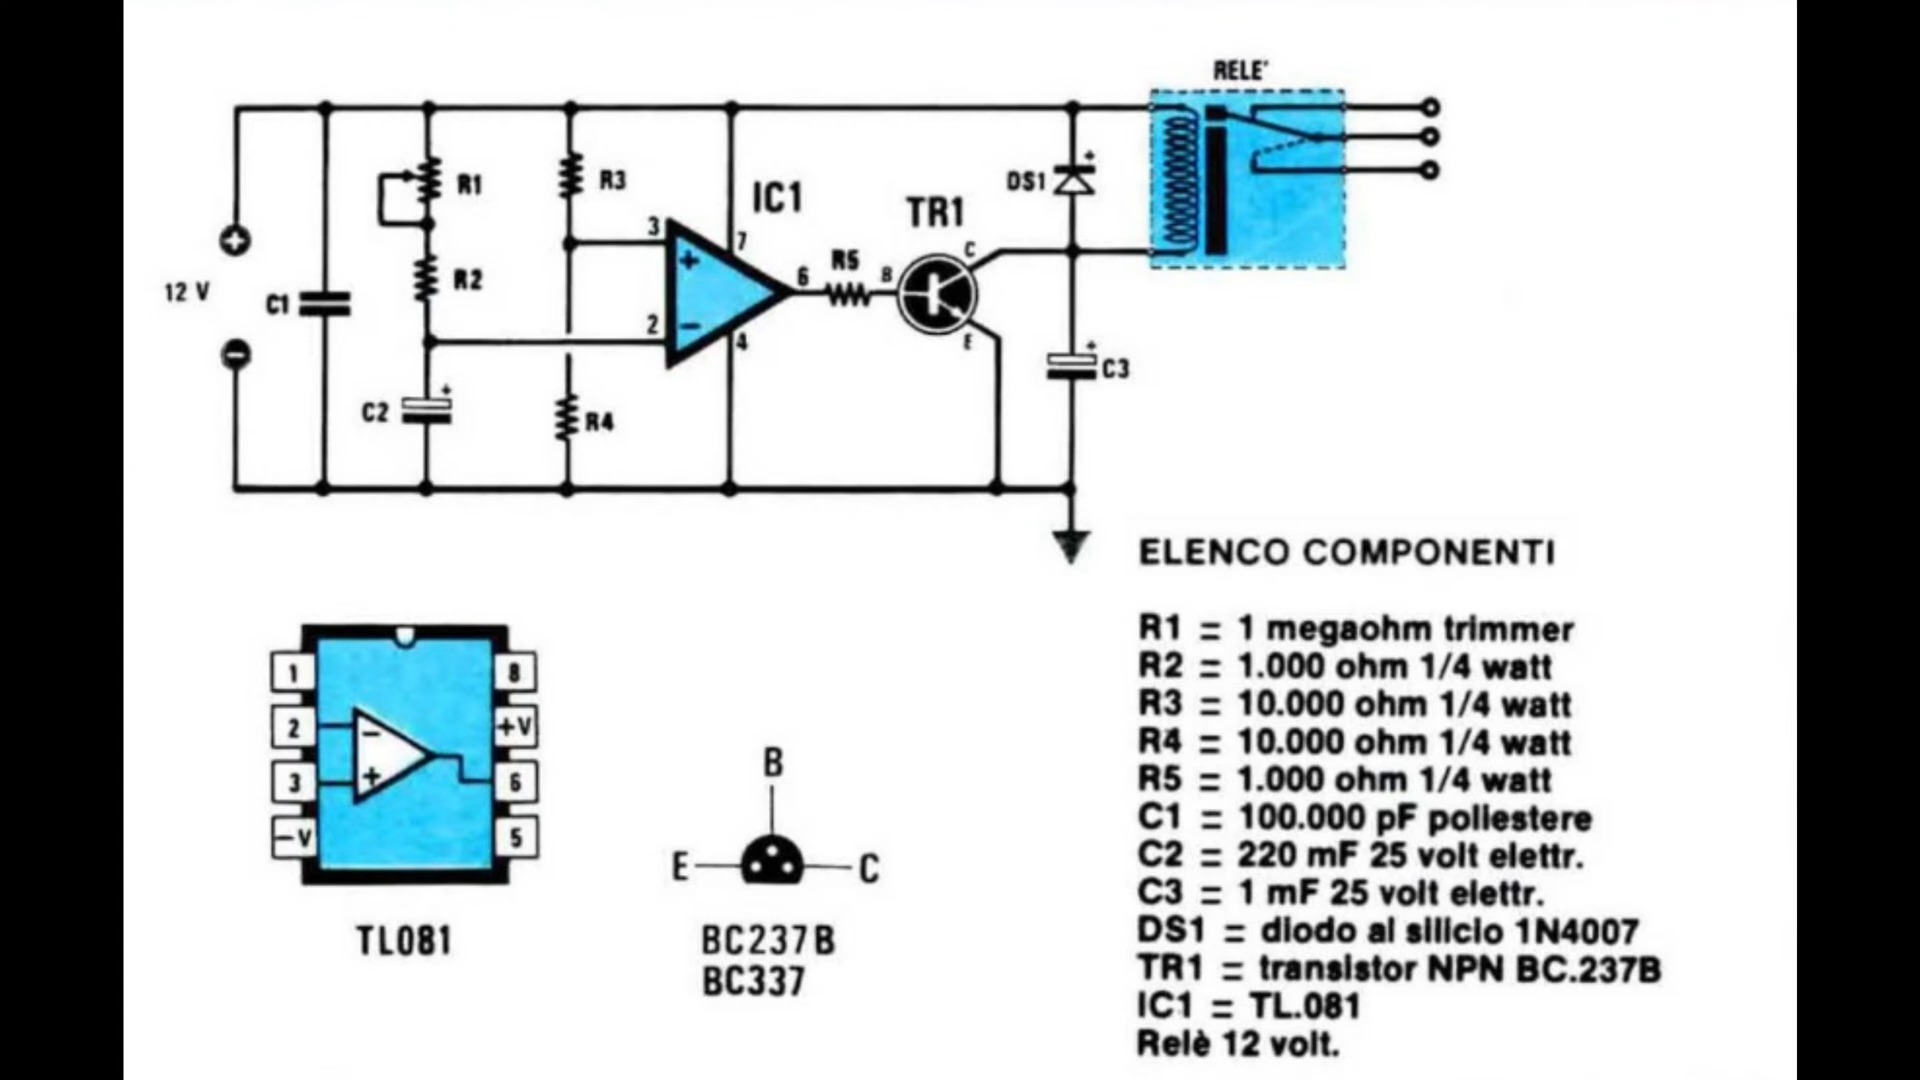 RELE'
R1
R3
IC1
DS1
+
TR1
3
7
C
+
R2
R5
6
B
12 V
+
-
C1
2
-
4
E
+
C3
+
C2
R4
ELENCO COMPONENTI
R1 = 1 megaohm trimmer
R2 = 1.000 ohm 1/4 watt
R3 = 10.000 ohm 1/4 watt
R4 = 10.000 ohm 1/4 watt
R5 = 1.000 ohm 1/4 watt
C1 = 100.000 pF poliestere
C2 = 220 mF 25 volt elettr.
C3 = 1 mF 25 volt elettr.
DS1 = diodo al silicio 1N4007
TR1 = transistor NPN BC.237B
IC1 = TL.081
Relè 12 volt.
1
8
2
-
+V
3
+
6
-V
5
TL081
B
E
C
BC237B
BC337